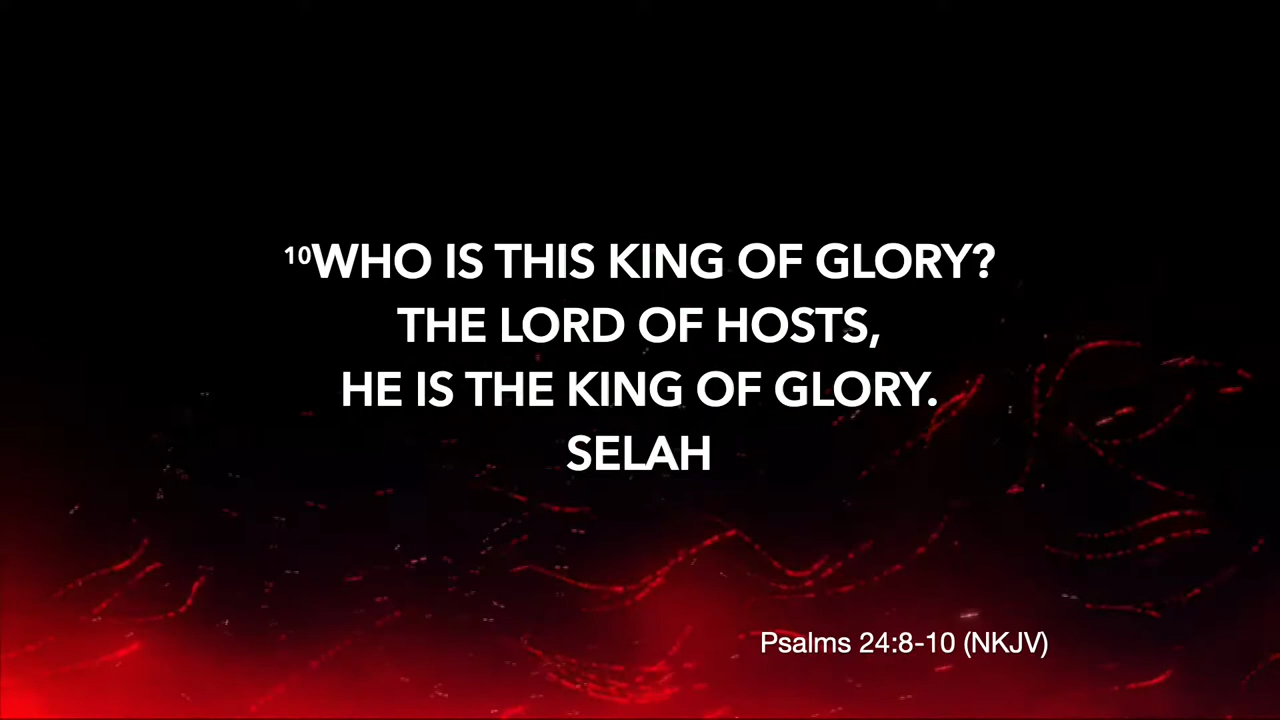 ¹⁰WHO IS THIS KING OF GLORY?
THE LORD OF HOSTS,
HE IS THE KING OF GLORY.
SELAH
Psalms 24:8-10 (NKJV)